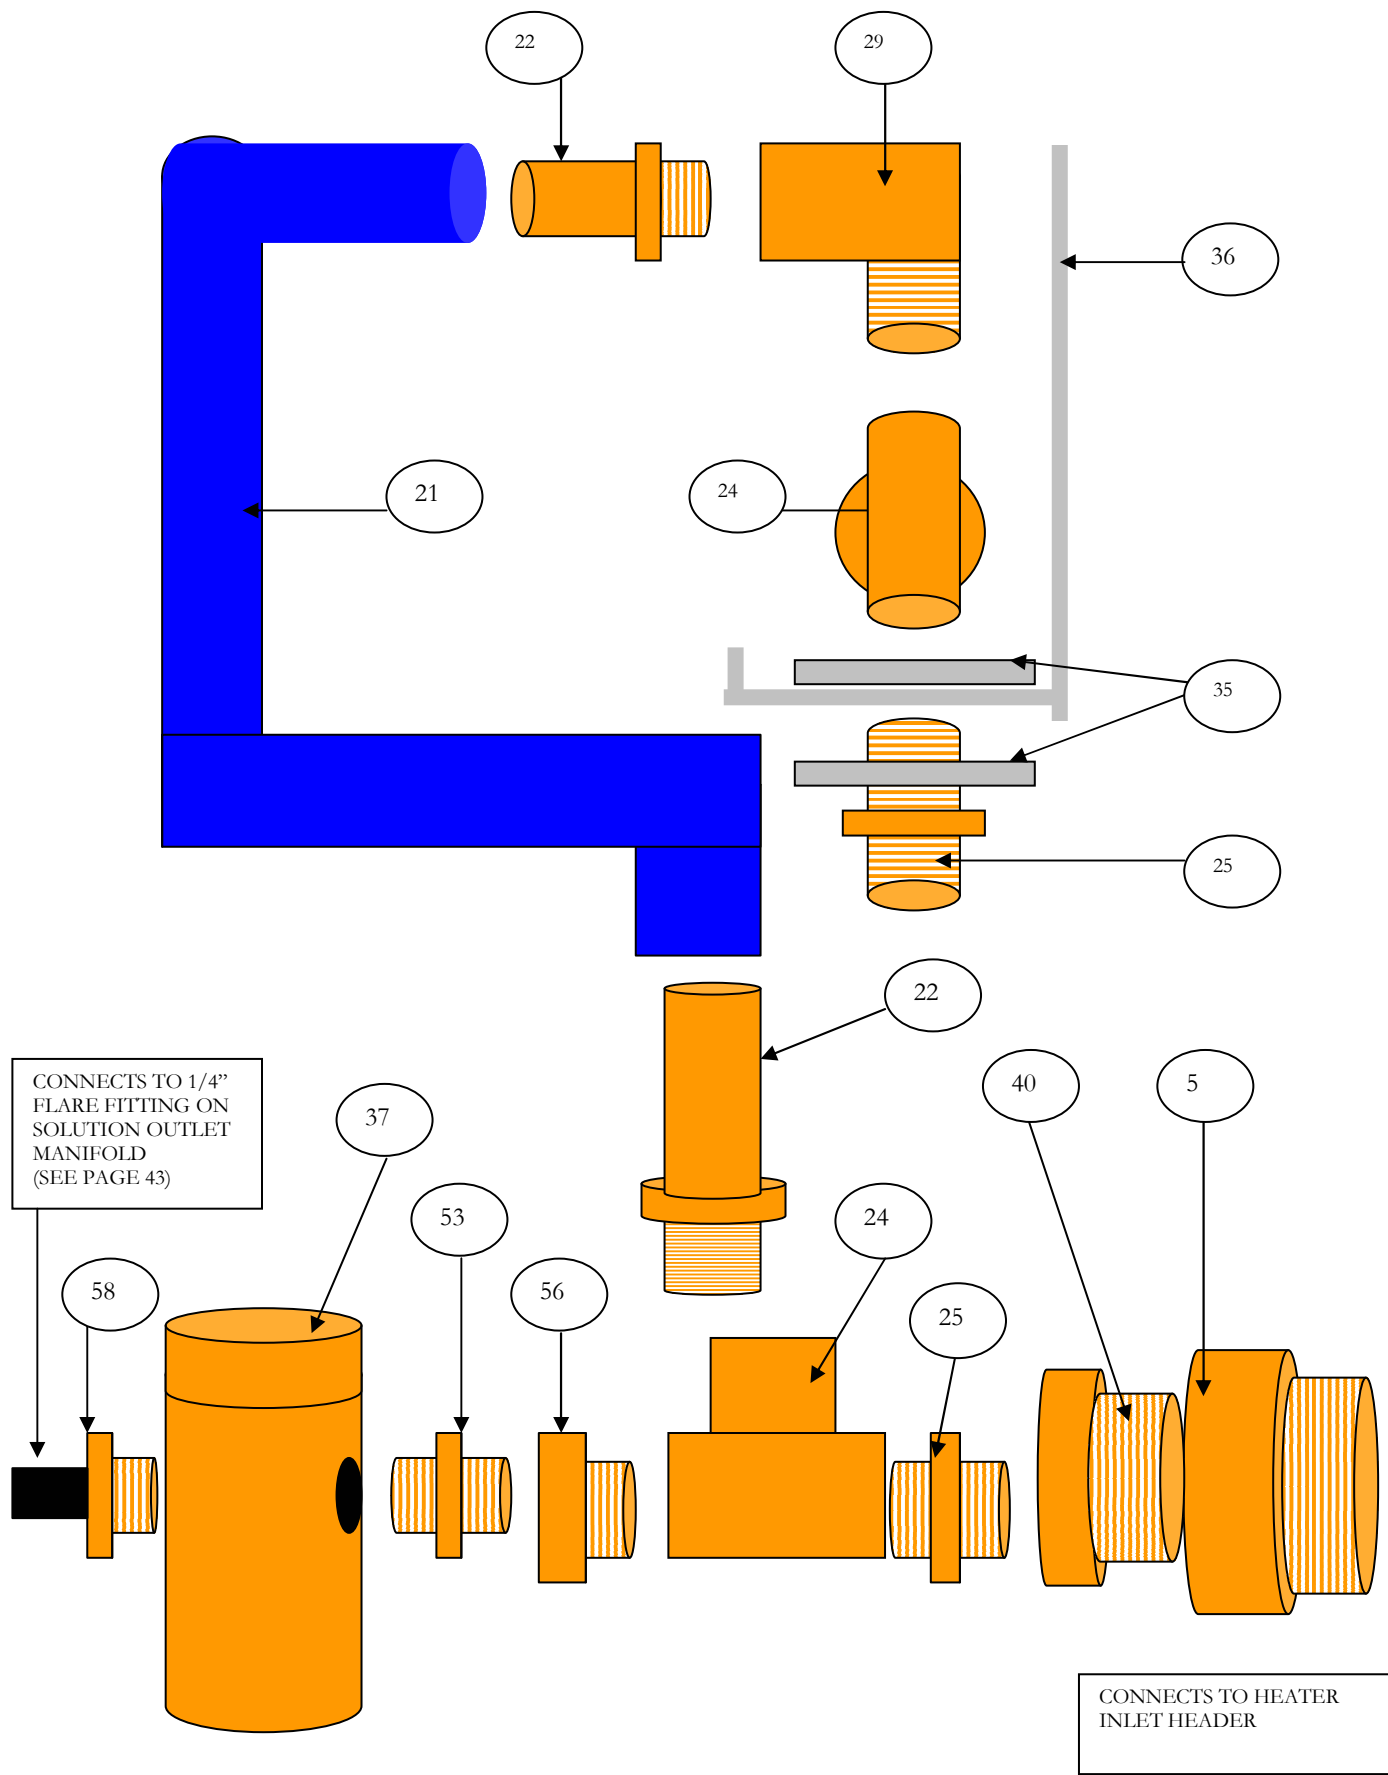 22
29
36
21
24
35
25
22
CONNECTS TO 1/4”
FLARE FITTING ON
SOLUTION OUTLET
MANIFOLD
(SEE PAGE 43)
37
40
5
53
24
58
56
25
CONNECTS TO HEATER
INLET HEADER